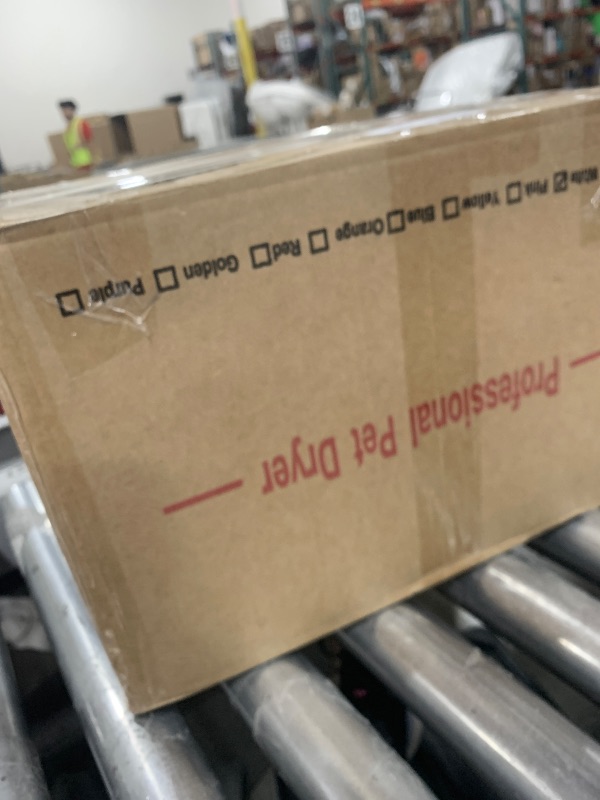 — Professional Pet Dryer —
White ☑ Pink ☐ Yellow ☐ Blue ☐ Orange ☐ Red ☐ Golden ☐ Purple ☐